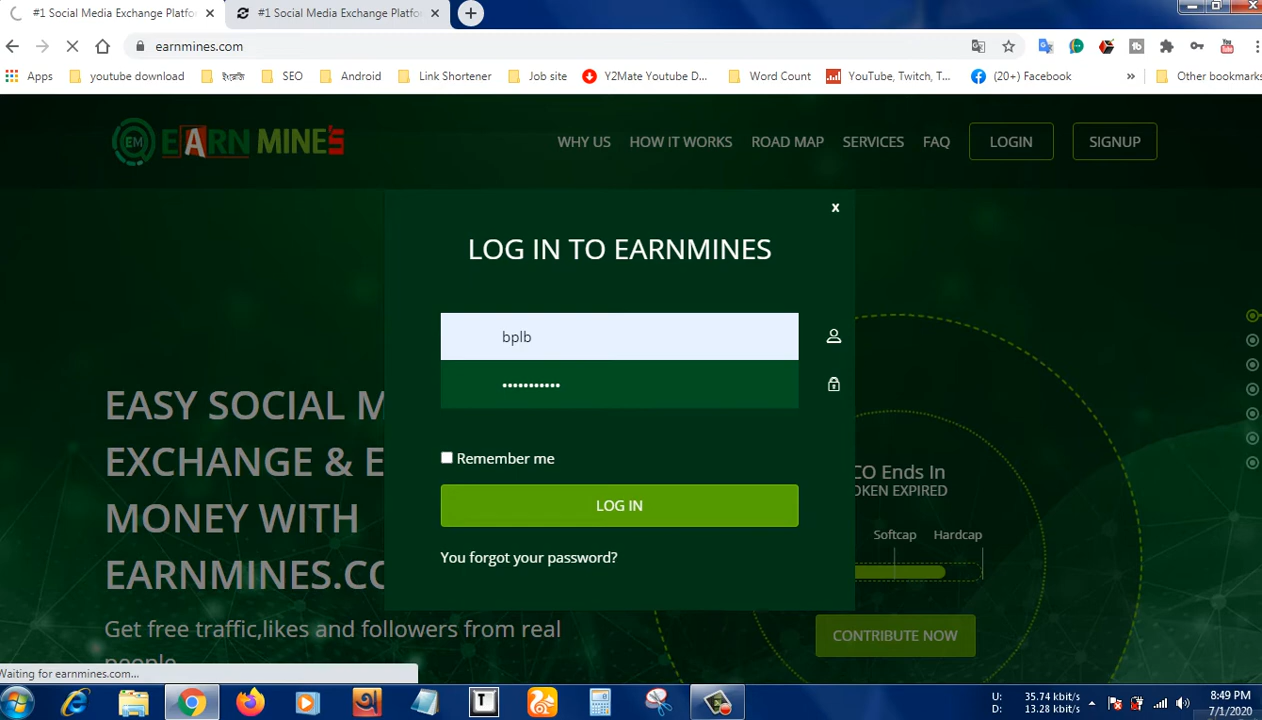 #1 Social Media Exchange Platfo
#1 Social Media Exchange Platfo
earnmines.com
Apps youtube download ইংরেজি SEO Android Link Shortener Job site Y2Mate Youtube D... Word Count YouTube, Twitch, T... (20+) Facebook » Other bookmarks
EM EARN MINES
WHY US HOW IT WORKS ROAD MAP SERVICES FAQ LOGIN SIGNUP
x
LOG IN TO EARNMINES
bplb
•••••••••••
Remember me
LOG IN
You forgot your password?
EASY SOCIAL M
EXCHANGE & E
MONEY WITH
EARNMINES.CO
Get free traffic,likes and followers from real
people
CO Ends In
OKEN EXPIRED
Softcap Hardcap
CONTRIBUTE NOW
Waiting for earnmines.com...
U: 35.74 kbit/s
D: 13.28 kbit/s
8:49 PM
7/1/2020